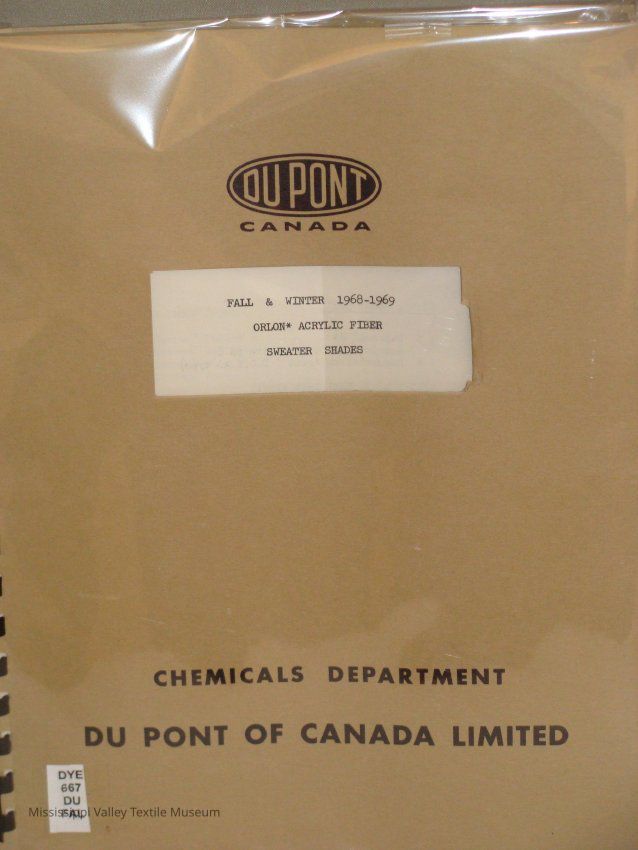 DU PONT
CANADA
FALL & WINTER 1968-1969
ORLON* ACRYLIC FIBER
SWEATER SHADES
CHEMICALS DEPARTMENT
DU PONT OF CANADA LIMITED
DYE
667
DU
FAL
Mississippi Valley Textile Museum